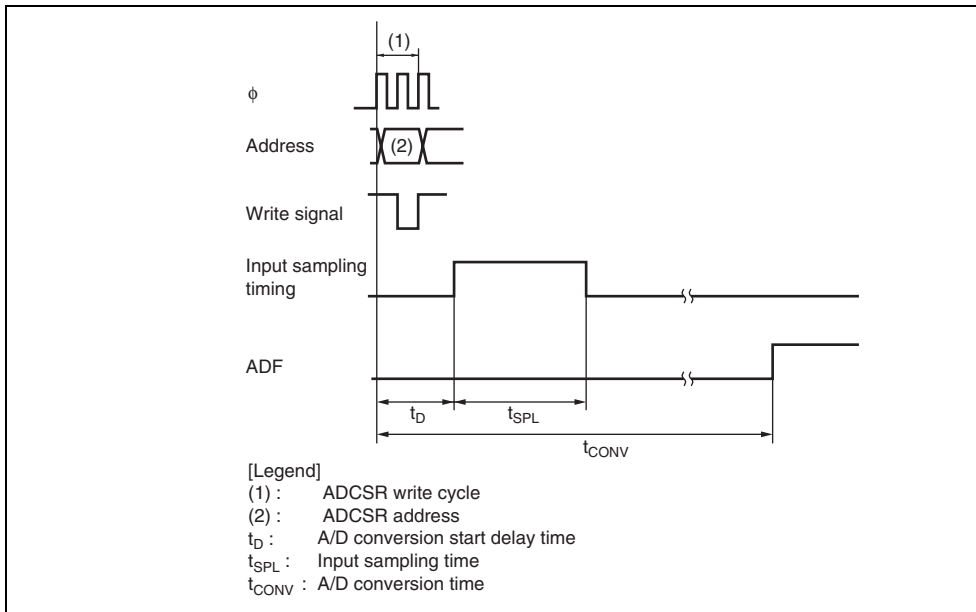 (1)
ϕ
Address
(2)
Write signal
Input sampling
timing
ADF
tD
tSPL
tCONV
[Legend]
(1) : ADCSR write cycle
(2) : ADCSR address
tD : A/D conversion start delay time
tSPL : Input sampling time
tCONV : A/D conversion time